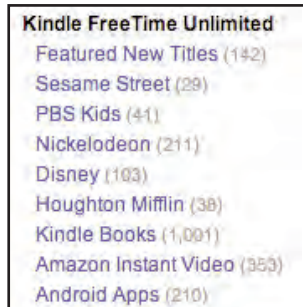 Kindle FreeTime Unlimited
Featured New Titles (142)
Sesame Street (29)
PBS Kids (41)
Nickelodeon (211)
Disney (103)
Houghton Mifflin (38)
Kindle Books (1,001)
Amazon Instant Video (353)
Android Apps (210)